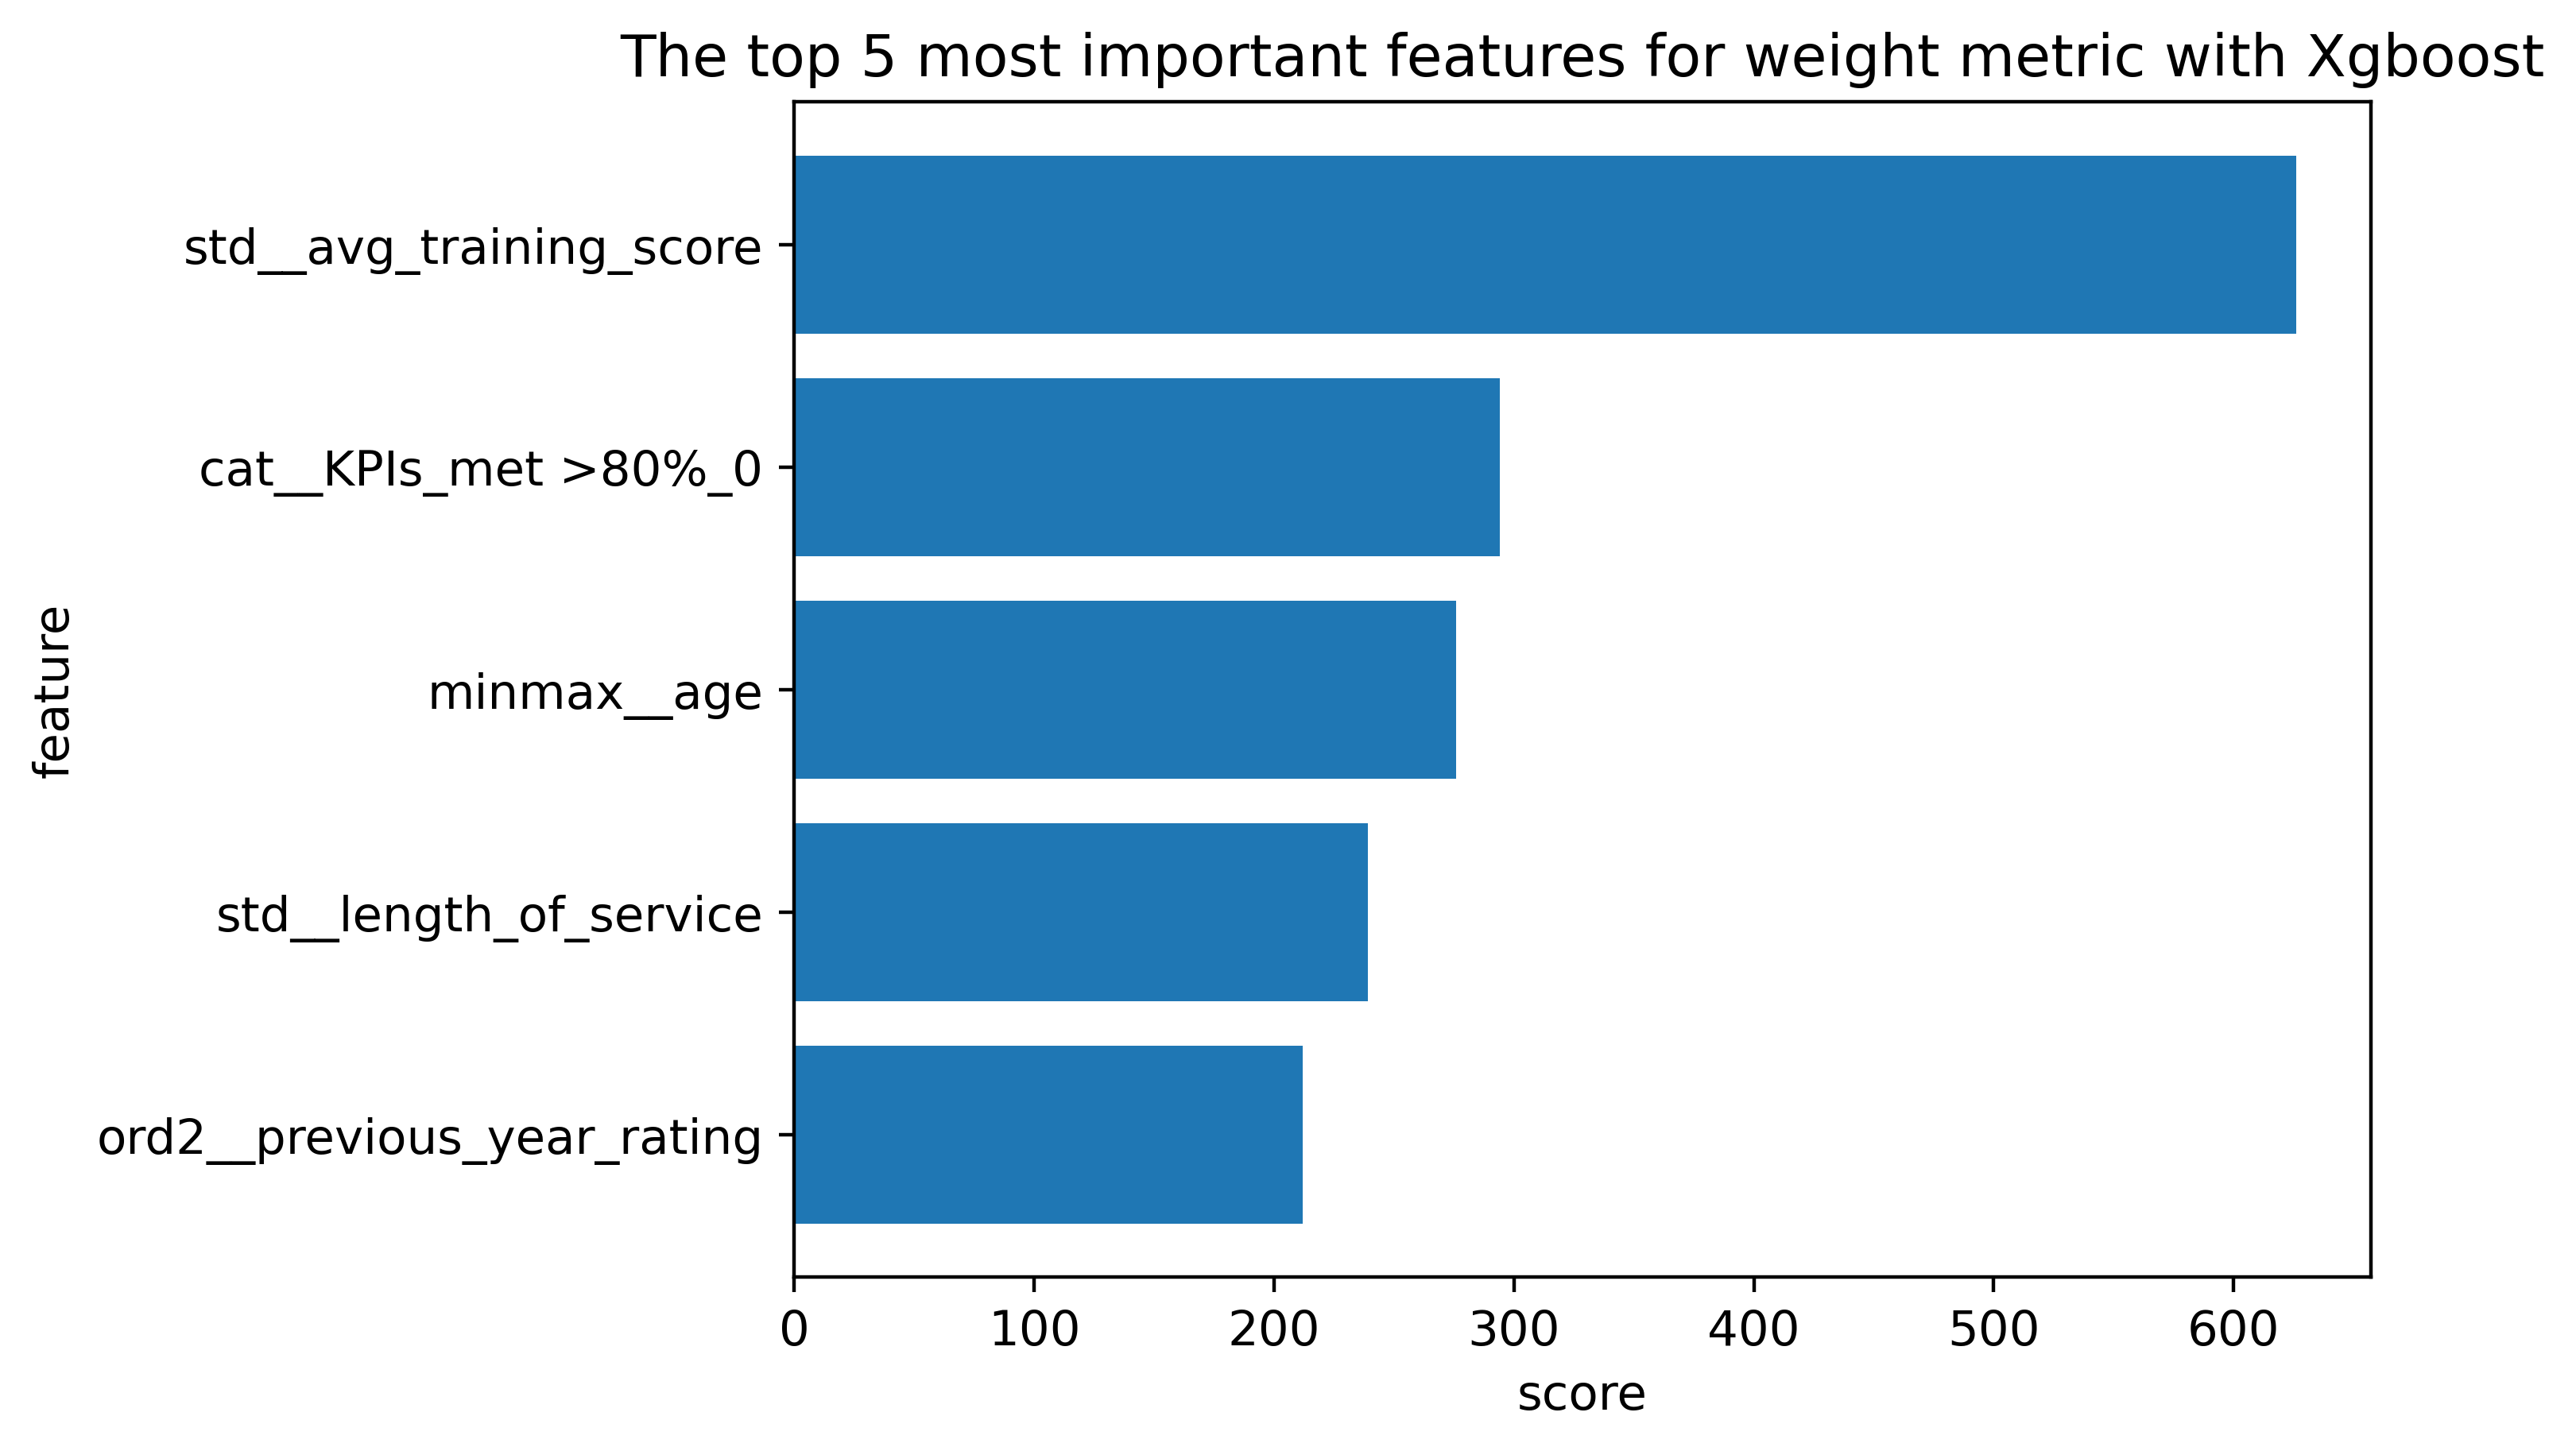 The top 5 most important features for weight metric with Xgboost
feature
std__avg_training_score
cat__KPIs_met >80%_0
minmax__age
std__length_of_service
ord2__previous_year_rating
0 100 200 300 400 500 600
score